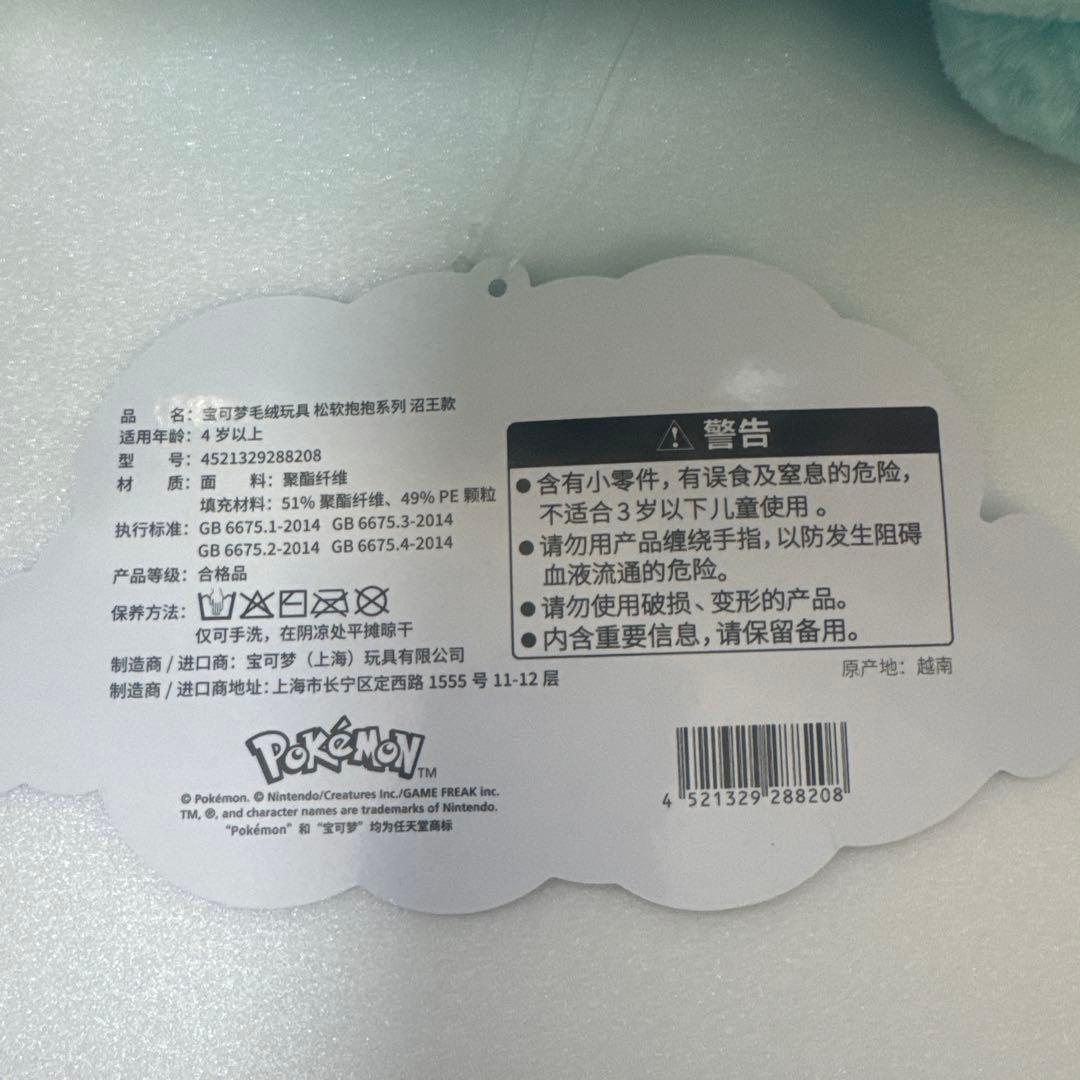 品 名：宝可梦毛绒玩具 松软抱抱系列 沼王款
适用年龄：4 岁以上
型 号：4521329288208
材 质：面 料：聚酯纤维
填充材料：51% 聚酯纤维、49% PE 颗粒
执行标准：GB 6675.1-2014 GB 6675.3-2014
GB 6675.2-2014 GB 6675.4-2014
产品等级：合格品
保养方法：
仅可手洗，在阴凉处平摊晾干
制造商 / 进口商：宝可梦（上海）玩具有限公司
制造商 / 进口商地址：上海市长宁区定西路 1555 号 11-12 层
警告
●含有小零件，有误食及窒息的危险，
不适合3岁以下儿童使用。
●请勿用产品缠绕手指，以防发生阻碍
血液流通的危险。
●请勿使用破损、变形的产品。
●内含重要信息，请保留备用。
原产地：越南
POKéMON TM
© Pokémon. © Nintendo/Creatures Inc./GAME FREAK inc.
TM, ®, and character names are trademarks of Nintendo.
“Pokémon” 和 “宝可梦” 均为任天堂商标
4 521329 288208